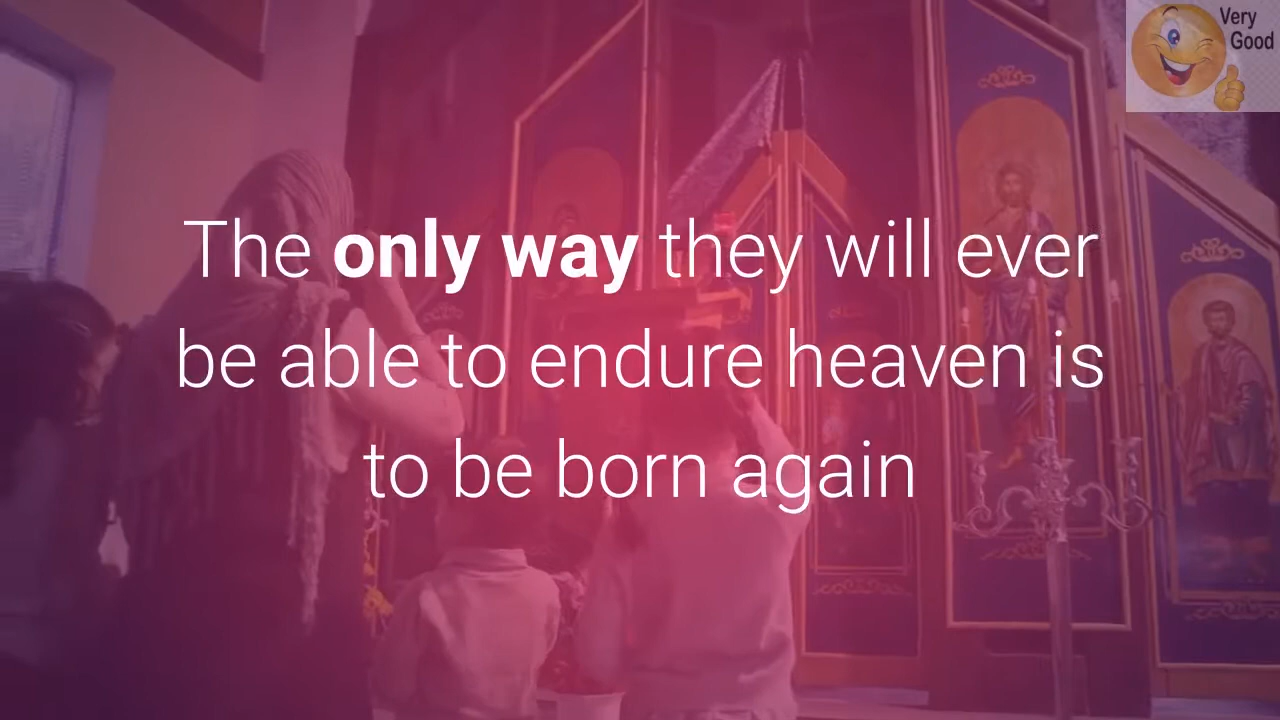 Very
Good
The only way they will ever
be able to endure heaven is
to be born again